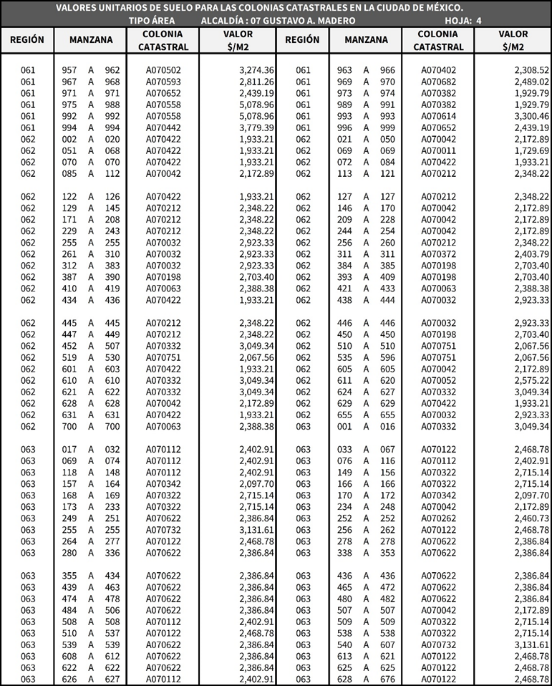 VALORES UNITARIOS DE SUELO PARA LAS COLONIAS CATASTRALES EN LA CIUDAD DE MÉXICO.
TIPO ÁREA ALCALDÍA : 07 GUSTAVO A. MADERO HOJA: 4
REGIÓN MANZANA COLONIA CATASTRAL VALOR $/M2 REGIÓN MANZANA COLONIA CATASTRAL VALOR $/M2
061 957 A 962 A070502 3,274.36 061 963 A 966 A070402 2,308.52
061 967 A 968 A070593 2,811.26 061 969 A 970 A070682 2,489.02
061 971 A 971 A070652 2,439.19 061 973 A 974 A070382 1,929.79
061 975 A 988 A070558 5,078.96 061 989 A 991 A070382 1,929.79
061 992 A 992 A070558 5,078.96 061 993 A 993 A070614 3,300.46
061 994 A 994 A070442 3,779.39 061 996 A 999 A070652 2,439.19
062 002 A 020 A070422 1,933.21 062 021 A 050 A070042 2,172.89
062 051 A 068 A070422 1,933.21 062 069 A 069 A070011 1,729.69
062 070 A 070 A070422 1,933.21 062 072 A 084 A070422 1,933.21
062 085 A 112 A070042 2,172.89 062 113 A 121 A070212 2,348.22
062 122 A 126 A070422 1,933.21 062 127 A 127 A070212 2,348.22
062 129 A 145 A070212 2,348.22 062 146 A 170 A070042 2,172.89
062 171 A 208 A070212 2,348.22 062 209 A 228 A070042 2,172.89
062 229 A 243 A070212 2,348.22 062 244 A 254 A070042 2,172.89
062 255 A 255 A070032 2,923.33 062 256 A 260 A070212 2,348.22
062 261 A 310 A070032 2,923.33 062 311 A 311 A070372 2,403.79
062 312 A 383 A070032 2,923.33 062 384 A 385 A070198 2,703.40
062 387 A 390 A070198 2,703.40 062 393 A 409 A070198 2,703.40
062 410 A 419 A070063 2,388.38 062 421 A 433 A070063 2,388.38
062 434 A 436 A070422 1,933.21 062 438 A 444 A070032 2,923.33
062 445 A 445 A070212 2,348.22 062 446 A 446 A070032 2,923.33
062 447 A 449 A070212 2,348.22 062 450 A 450 A070198 2,703.40
062 452 A 507 A070332 3,049.34 062 510 A 510 A070751 2,067.56
062 519 A 530 A070751 2,067.56 062 535 A 596 A070751 2,067.56
062 601 A 603 A070422 1,933.21 062 605 A 605 A070042 2,172.89
062 610 A 610 A070332 3,049.34 062 611 A 620 A070052 2,575.22
062 621 A 622 A070332 3,049.34 062 624 A 627 A070332 3,049.34
062 628 A 628 A070042 2,172.89 062 629 A 629 A070422 1,933.21
062 631 A 631 A070422 1,933.21 062 655 A 655 A070032 2,923.33
062 700 A 700 A070063 2,388.38 063 001 A 016 A070332 3,049.34
063 017 A 032 A070112 2,402.91 063 033 A 067 A070122 2,468.78
063 069 A 074 A070112 2,402.91 063 076 A 116 A070112 2,402.91
063 118 A 148 A070112 2,402.91 063 149 A 156 A070322 2,715.14
063 157 A 164 A070342 2,097.70 063 166 A 166 A070322 2,715.14
063 168 A 169 A070322 2,715.14 063 170 A 172 A070342 2,097.70
063 173 A 233 A070322 2,715.14 063 234 A 248 A070042 2,172.89
063 249 A 251 A070622 2,386.84 063 252 A 252 A070262 2,460.73
063 255 A 255 A070732 3,131.61 063 256 A 262 A070122 2,468.78
063 264 A 277 A070122 2,468.78 063 278 A 278 A070622 2,386.84
063 280 A 336 A070622 2,386.84 063 338 A 353 A070622 2,386.84
063 355 A 434 A070622 2,386.84 063 436 A 436 A070622 2,386.84
063 439 A 463 A070622 2,386.84 063 465 A 472 A070622 2,386.84
063 474 A 478 A070622 2,386.84 063 480 A 482 A070622 2,386.84
063 484 A 506 A070622 2,386.84 063 507 A 507 A070042 2,172.89
063 508 A 508 A070112 2,402.91 063 509 A 509 A070322 2,715.14
063 510 A 537 A070122 2,468.78 063 538 A 538 A070322 2,715.14
063 539 A 539 A070622 2,386.84 063 540 A 607 A070732 3,131.61
063 608 A 612 A070622 2,386.84 063 613 A 621 A070122 2,468.78
063 622 A 622 A070622 2,386.84 063 625 A 625 A070122 2,468.78
063 626 A 627 A070112 2,402.91 063 628 A 676 A070122 2,468.78